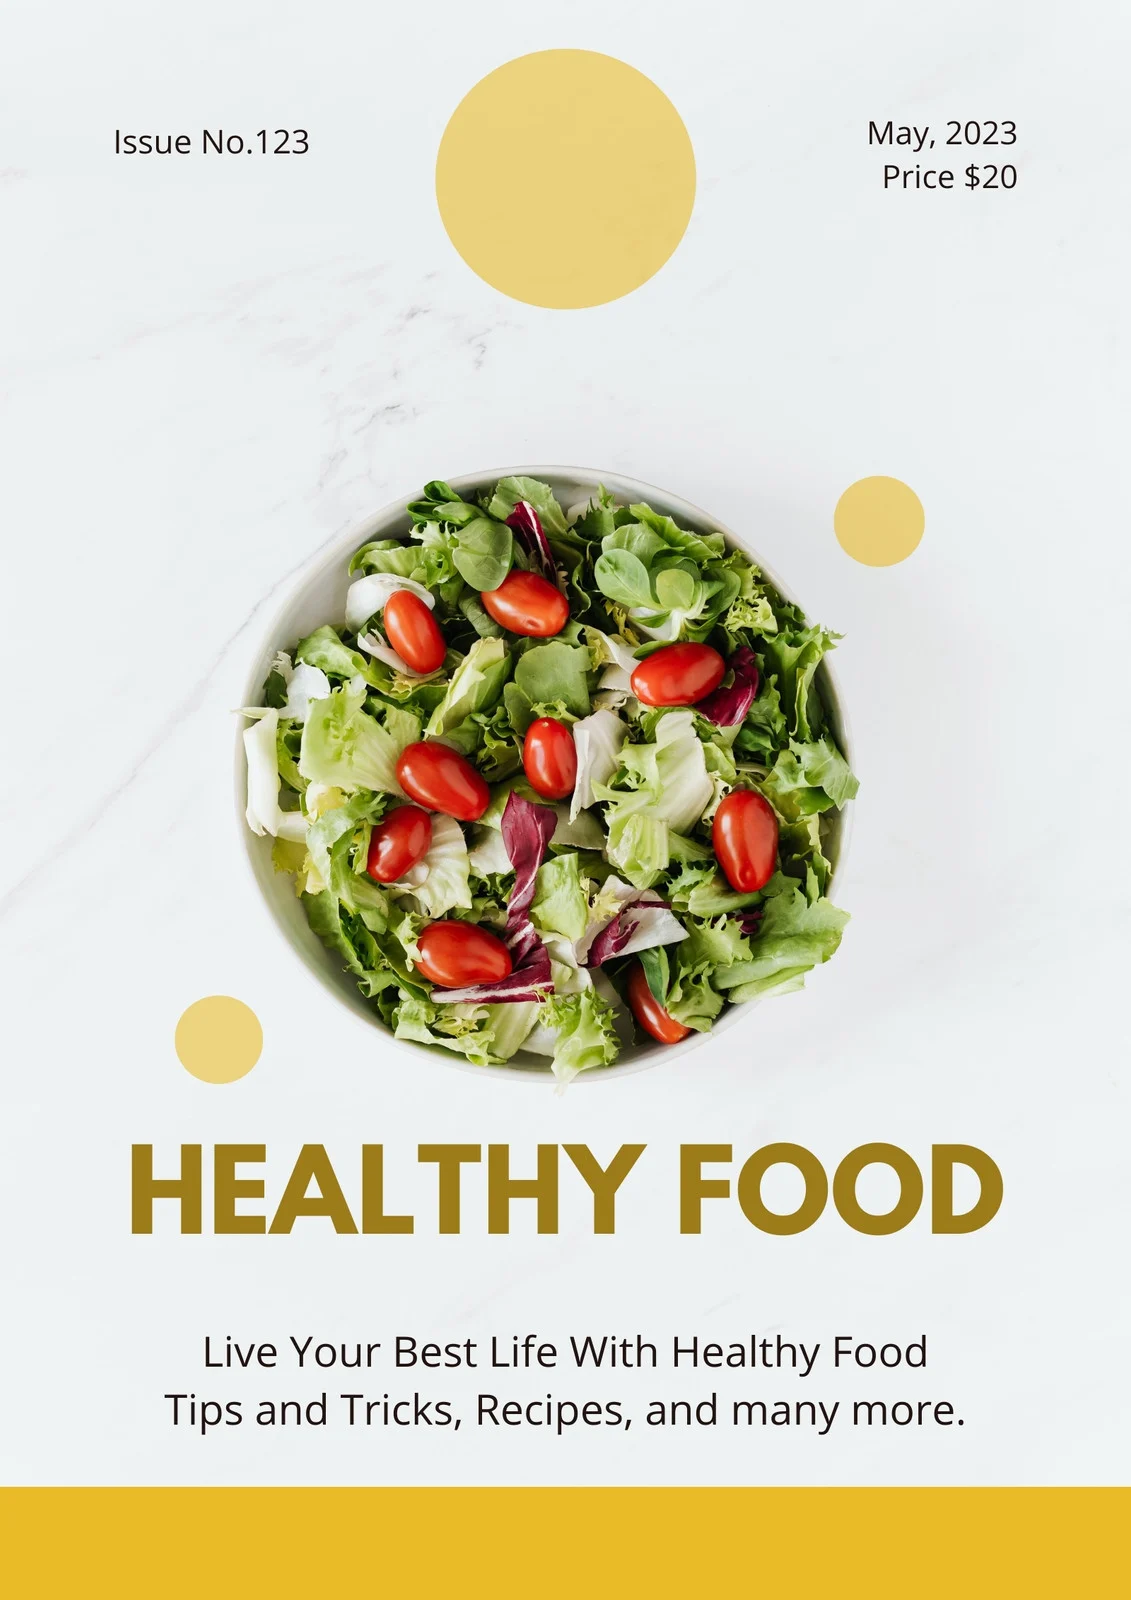 Issue No.123
May, 2023
Price $20
HEALTHY FOOD
Live Your Best Life With Healthy Food
Tips and Tricks, Recipes, and many more.